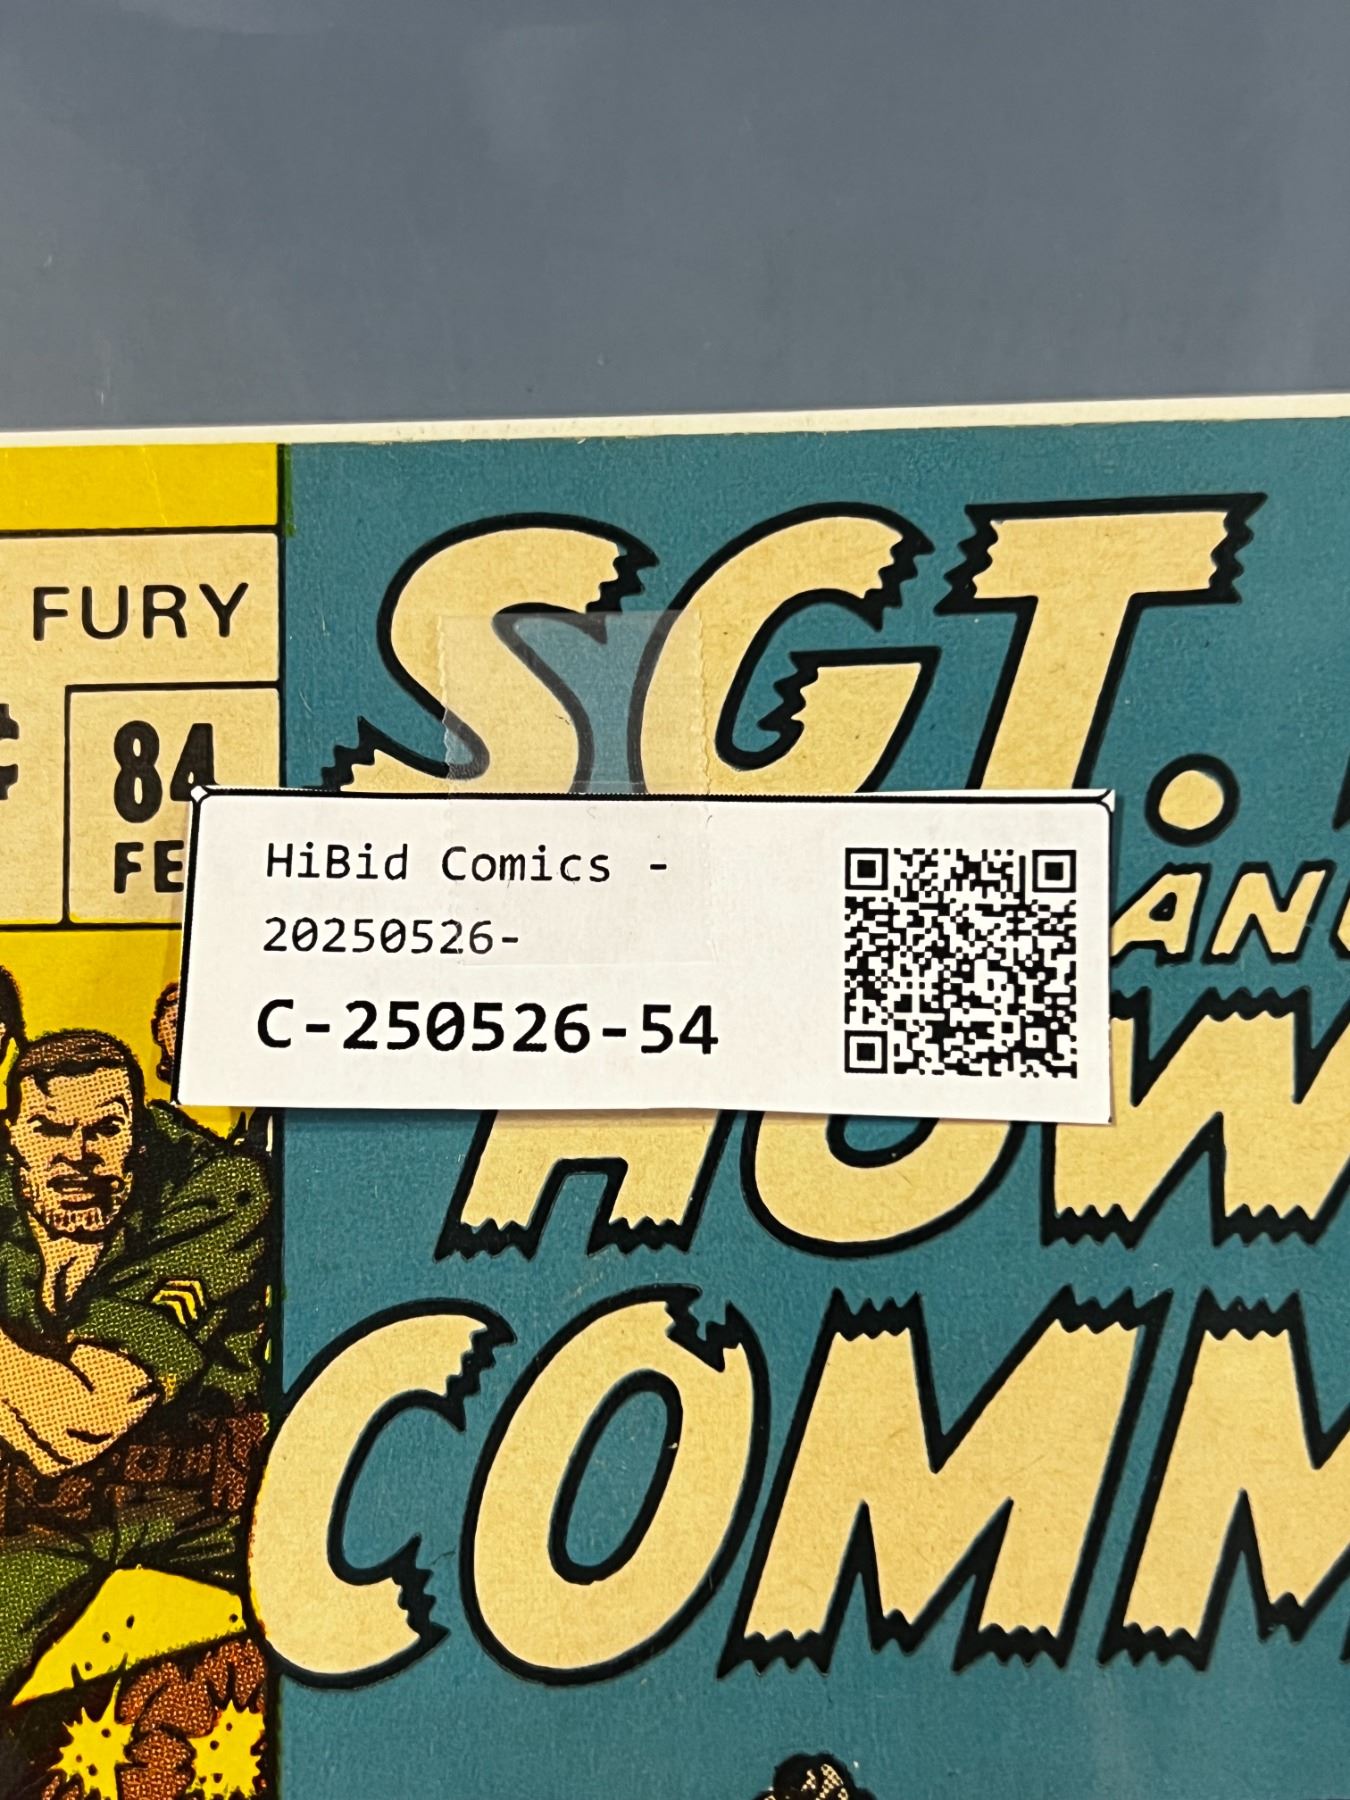 SGT.
FURY
84
FE
HiBid Comics -
20250526-
C-250526-54
AN
HOW
COMM